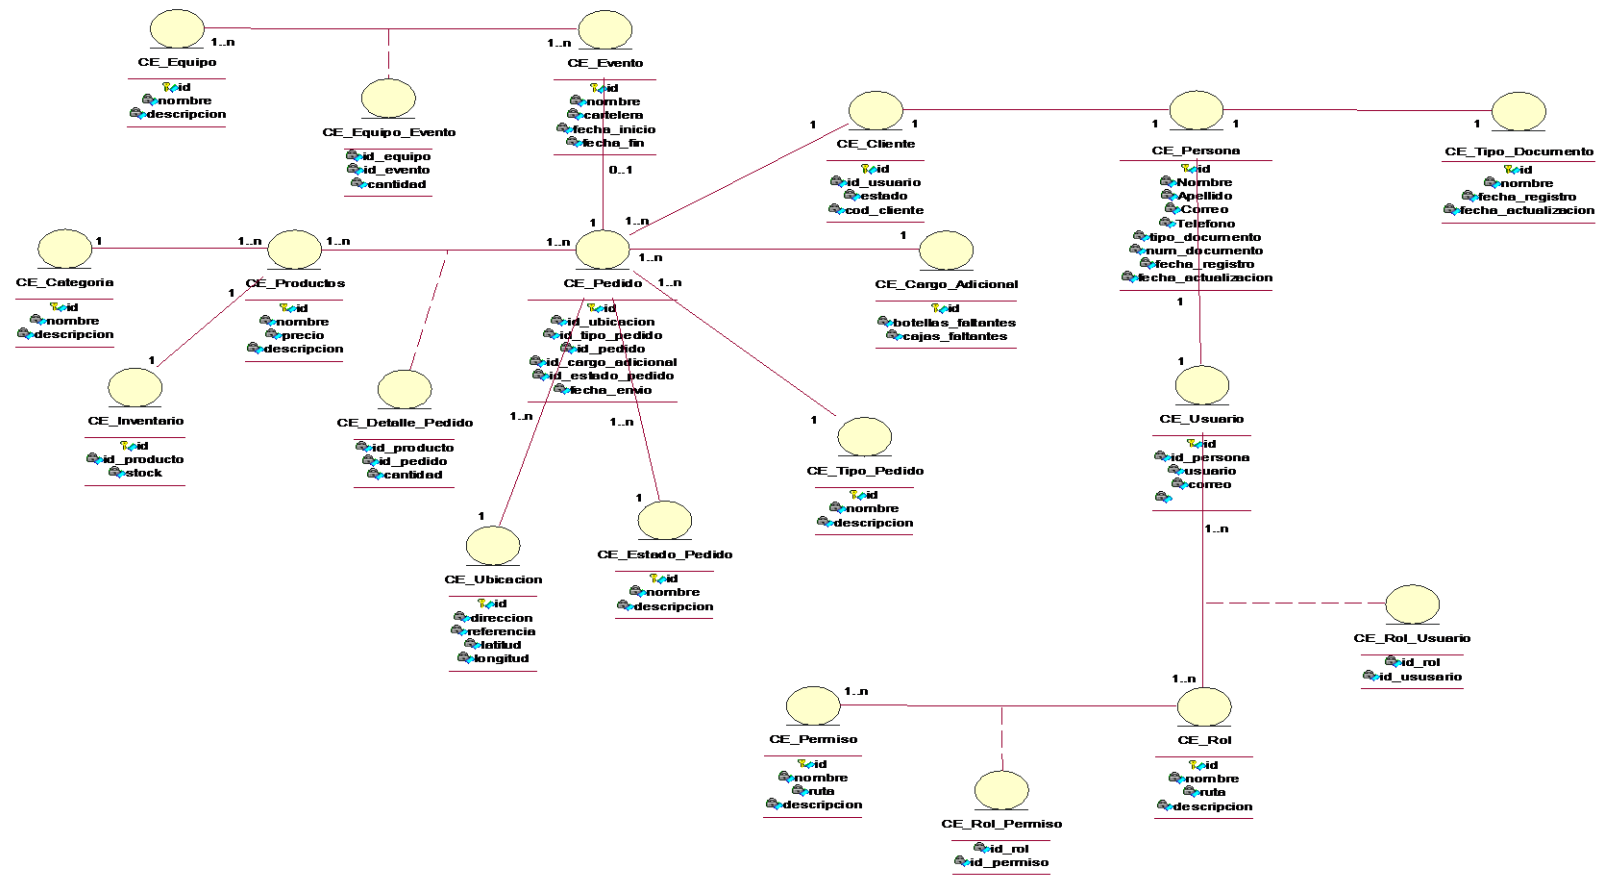 1..n
1..n
CE_Equipo
id
nombre
descripcion
CE_Evento
id
nombre
cartelera
fecha_inicio
fecha_fin
0..1
1
CE_Equipo_Evento
id_equipo
id_evento
cantidad
1
1
CE_Cliente
id
id_usuario
estado
cod_cliente
1
1
CE_Persona
id
Nombre
Apellido
Correo
Telefono
tipo_documento
num_documento
fecha_registro
fecha_actualizacion
1
1
CE_Tipo_Documento
id
nombre
fecha_registro
fecha_actualizacion
1
1..n
1..n
1..n
1..n
1..n
1..n
1
CE_Categoria
id
nombre
descripcion
CE_Productos
id
nombre
precio
descripcion
1
1
CE_Pedido
id
id_ubicacion
id_tipo_pedido
id_pedido
id_cargo_adicional
id_estado_pedido
fecha_envio
CE_Cargo_Adicional
id
botellas_faltantes
cajas_faltantes
CE_Inventario
id
id_producto
stock
CE_Detalle_Pedido
id_producto
id_pedido
cantidad
1..n
1..n
1
1
1
CE_Tipo_Pedido
id
nombre
descripcion
1
CE_Usuario
id
id_persona
usuario
correo
1..n
CE_Ubicacion
id
direccion
referencia
latitud
longitud
CE_Estado_Pedido
id
nombre
descripcion
CE_Rol_Usuario
id_rol
id_ususario
1..n
1..n
CE_Permiso
id
nombre
ruta
descripcion
CE_Rol
id
nombre
ruta
descripcion
CE_Rol_Permiso
id_rol
id_permiso